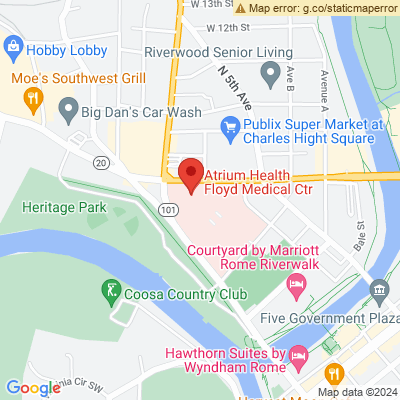 W 13th St
Map error: g.co/staticmaperror
W 12th St
Hobby Lobby
Riverwood Senior Living
N 5th Ave
Ave B
Avenue A
Moe's Southwest Grill
Big Dan's Car Wash
Publix Super Market at
Charles Hight Square
20
Atrium Health
Floyd Medical Ctr
Heritage Park
101
Bale St
Courtyard by Marriott
Rome Riverwalk
Coosa Country Club
Five Government Plaza
Hawthorn Suites by
Wyndham Rome
Google
Cir SW
Map data ©2024